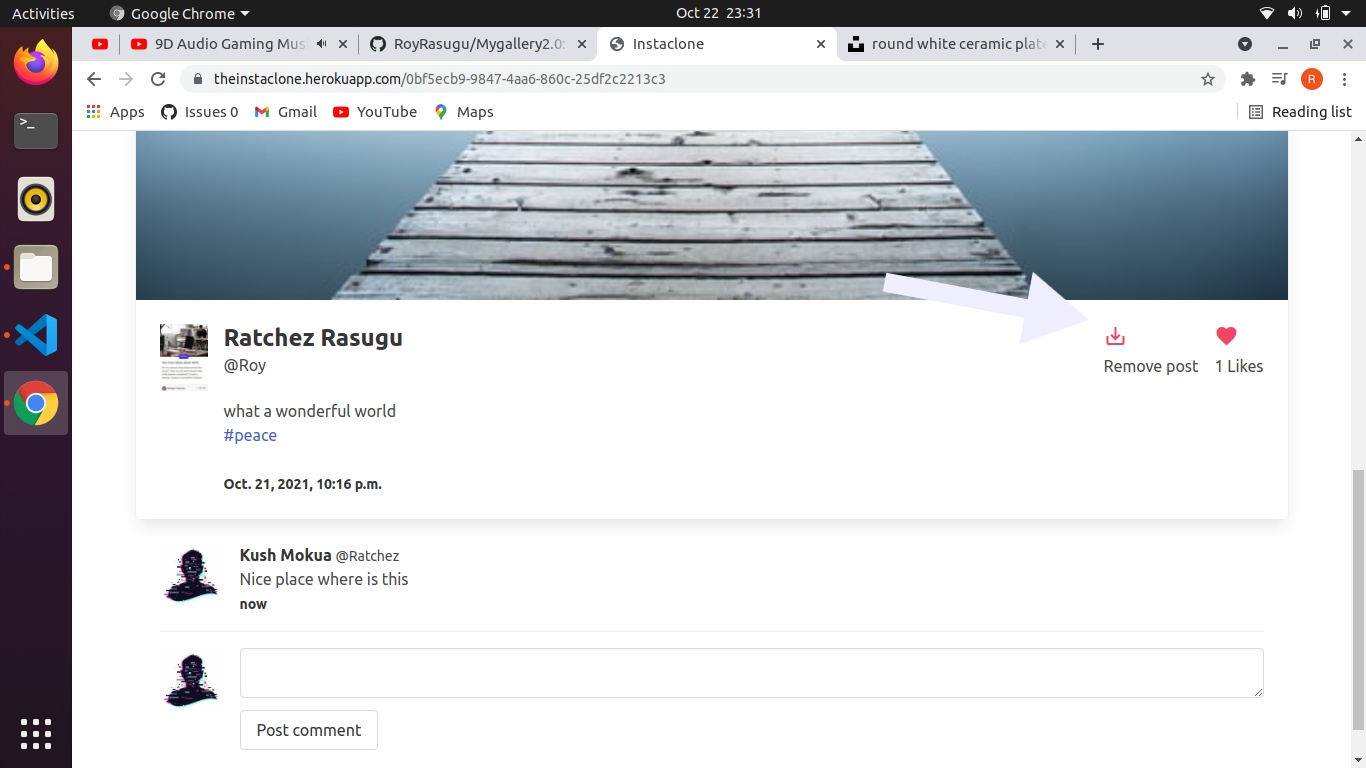 Activities
Google Chrome
Oct 22 23:31
9D Audio Gaming Mus
RoyRasugu/Mygallery2.0:
Instaclone
round white ceramic plate
theinstaclone.herokuapp.com/0bf5ecb9-9847-4aa6-860c-25df2c2213c3
R
Apps
Issues 0
Gmail
YouTube
Maps
Reading list
>_
Ratchez Rasugu
@Roy
Remove post
1 Likes
what a wonderful world
#peace
Oct. 21, 2021, 10:16 p.m.
Kush Mokua @Ratchez
Nice place where is this
now
Post comment